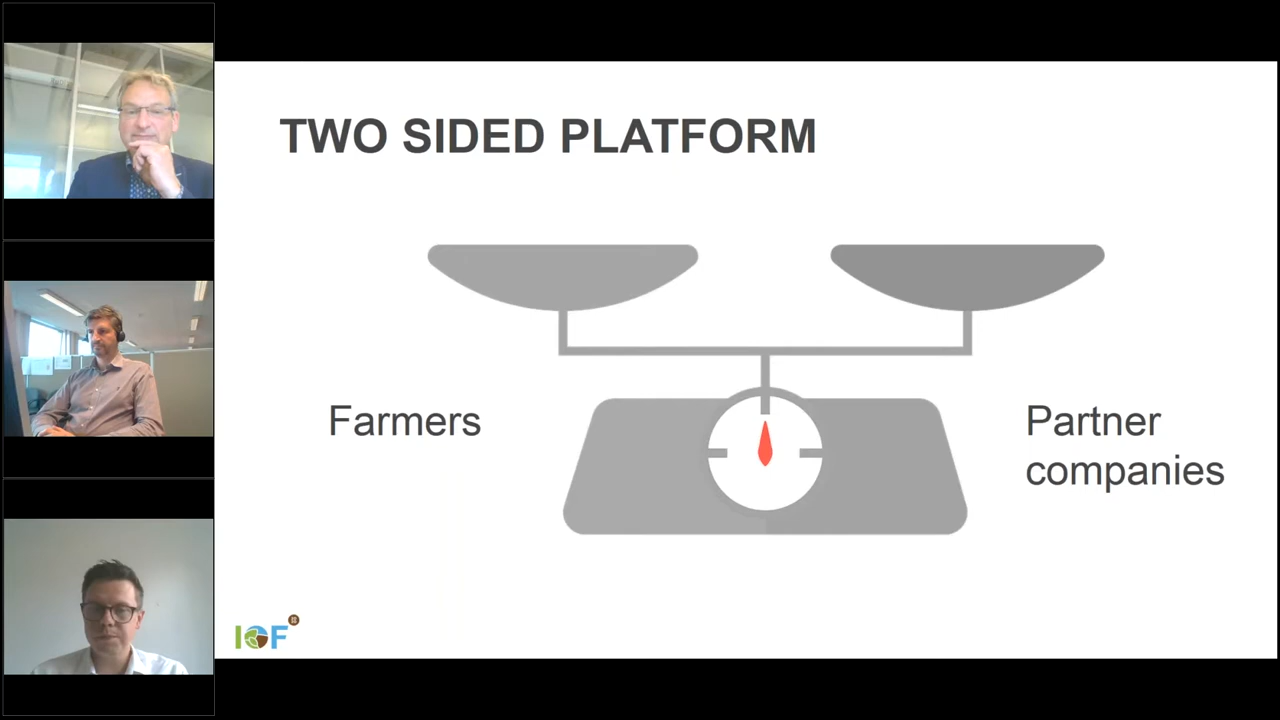 TWO SIDED PLATFORM
Farmers
Partner
companies
IOF